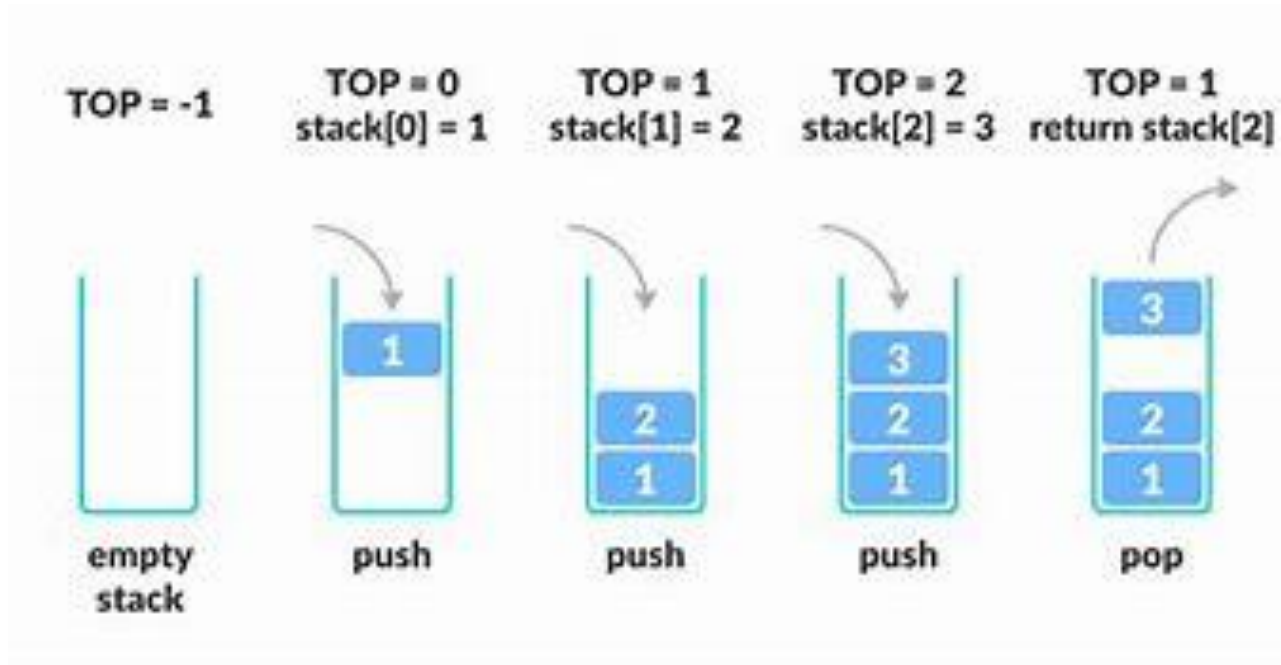 TOP = -1
TOP = 0
stack[0] = 1
TOP = 1
stack[1] = 2
TOP = 2
stack[2] = 3
TOP = 1
return stack[2]
1
2
1
3
2
1
3
2
1
empty
stack
push
push
push
pop